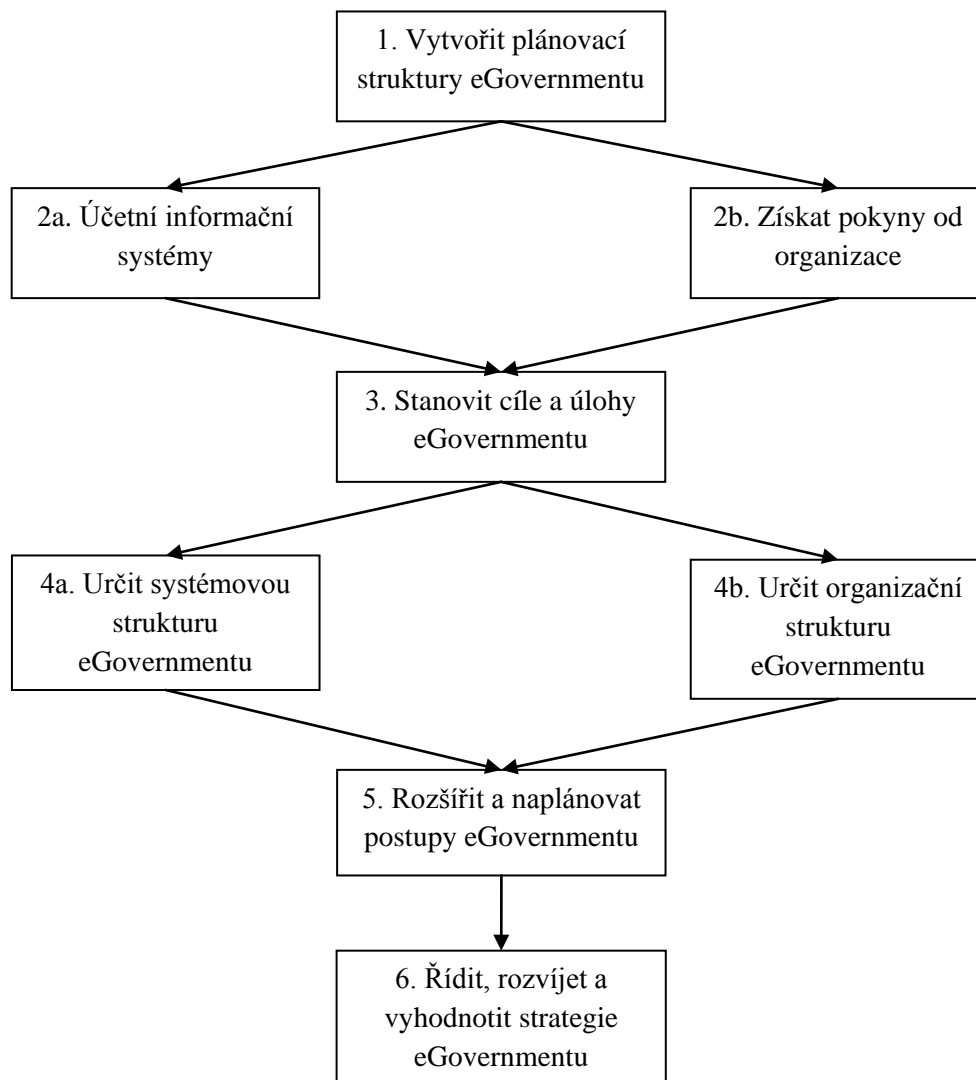 1. Vytvořit plánovací
struktury eGovernmentu
2a. Účetní informační
systémy
2b. Získat pokyny od
organizace
3. Stanovit cíle a úlohy
eGovernmentu
4a. Určit systémovou
strukturu
eGovernmentu
4b. Určit organizační
strukturu
eGovernmentu
5. Rozšířit a naplánovat
postupy eGovernmentu
6. Řídit, rozvíjet a
vyhodnotit strategie
eGovernmentu